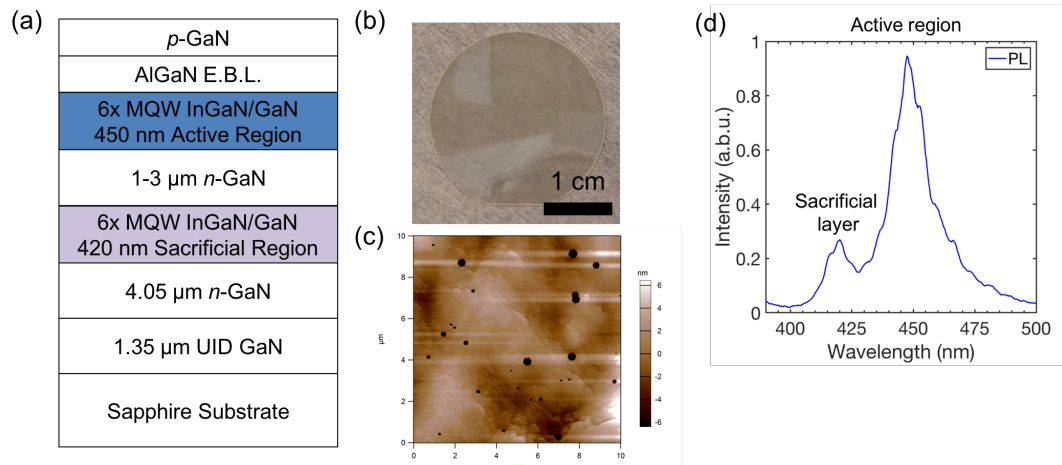 (a)
p-GaN
AlGaN E.B.L.
6x MQW InGaN/GaN
450 nm Active Region
1-3 µm n-GaN
6x MQW InGaN/GaN
420 nm Sacrificial Region
4.05 µm n-GaN
1.35 µm UID GaN
Sapphire Substrate
(b)
1 cm
(c)
10
8
6
4
2
0
µm
0
2
4
6
8
10
nm
6
4
2
0
-2
-4
-6
(d)
Active region
PL
Sacrificial
layer
1
0.8
0.6
0.4
0.2
0
Intensity (a.b.u.)
400
425
450
475
500
Wavelength (nm)